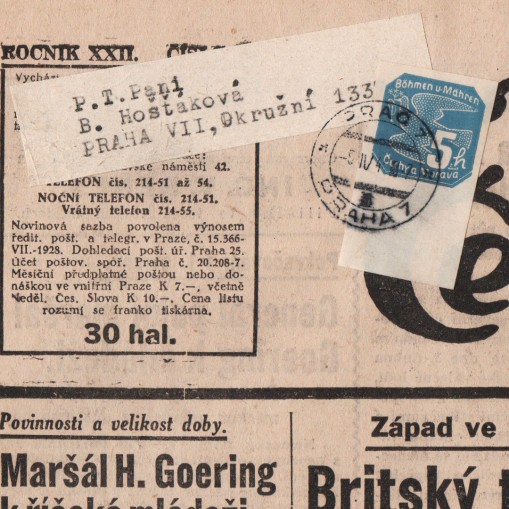 ROČNÍK XXII.
P.T.Paní
B. Hošťaková
PRAHA VII, Okružní 133
náměstí 42.
TELEFON čís. 214-51 až 54.
NOČNÍ TELEFON čís. 214-51.
Vrátný telefon 214-55.
Novinová sazba povolena výnosem
ředit. pošt. a telegr. v Praze, č. 15.366-
VII.-1928. Dohledací pošt. úř. Praha 25.
Účet poštov. spoř. Praha č. 20.208-7.
Měsíční předplatné poštou nebo do-
náškou ve vnitřní Praze K 7.—, včetně
Neděl. Čes. Slova K 10.—. Cena listu
rozumí se franko tiskárna.
30 hal.
Böhmen u. Mähren
5h
Čechy a Morava
PRAG 7
PRAHA 7
Povinnosti a velikost doby.
Maršál H. Goering
k říšské mládeži
Západ ve
Britský